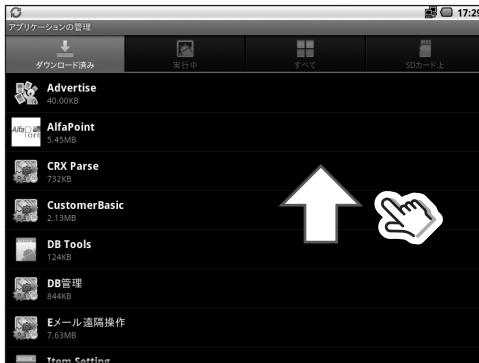 17:29
アプリケーションの管理
ダウンロード済み
実行中
すべて
SDカード上
Advertise
40.00KB
AlfaPoint
5.45MB
CRX Parse
732KB
CustomerBasic
2.13MB
DB Tools
124KB
DB管理
844KB
Eメール遠隔操作
7.63MB
Item Setting